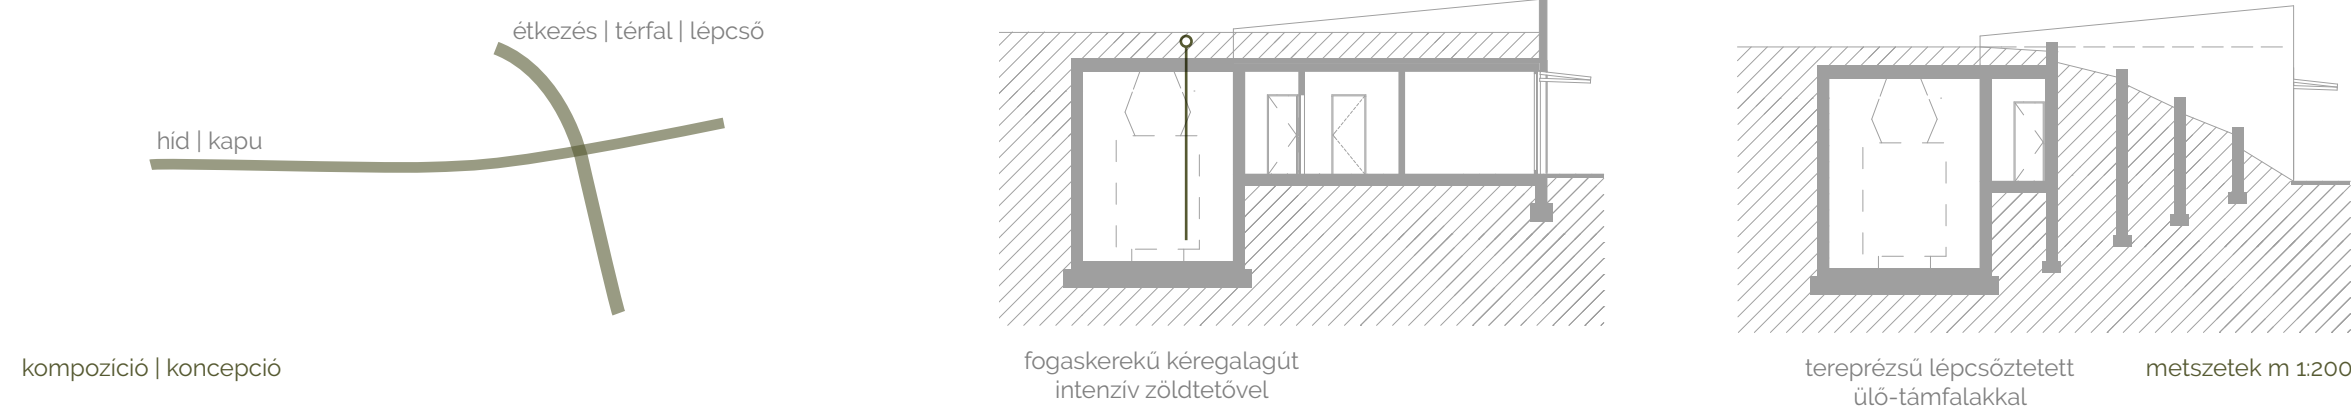 étkezés | térfal | lépcső
híd | kapu
kompozíció | koncepció
fogaskerekű kéregalagút
intenzív zöldtetővel
tereprézsű lépcsőztetett
ülő-támfalakkal
metszetek m 1:200